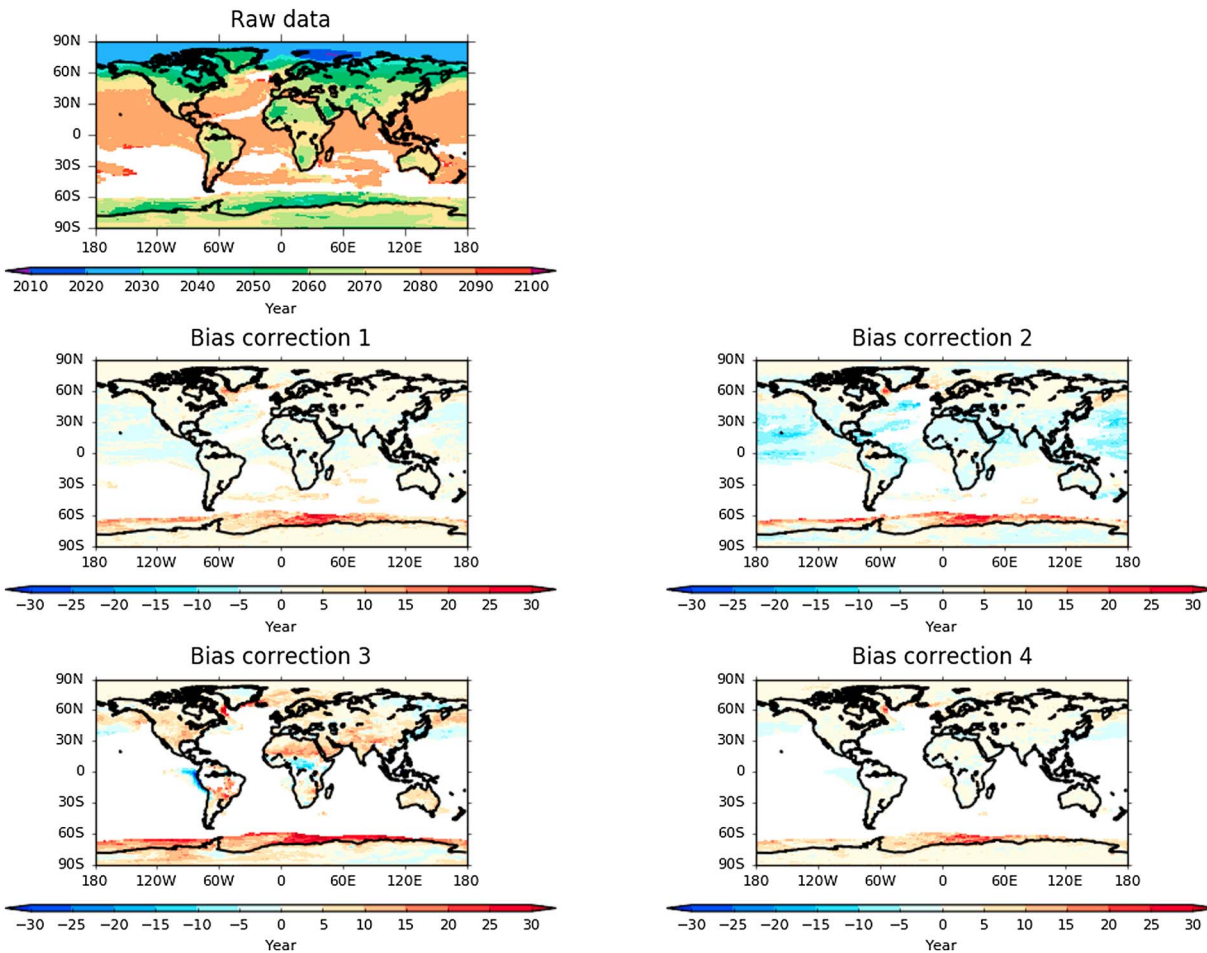 Raw data
90N
60N
30N
0
30S
60S
90S
180 120W 60W 0 60E 120E 180
2010 2020 2030 2040 2050 2060 2070 2080 2090 2100
Year
Bias correction 1
90N
60N
30N
0
30S
60S
90S
180 120W 60W 0 60E 120E 180
−30 −25 −20 −15 −10 −5 0 5 10 15 20 25 30
Year
Bias correction 2
90N
60N
30N
0
30S
60S
90S
180 120W 60W 0 60E 120E 180
−30 −25 −20 −15 −10 −5 0 5 10 15 20 25 30
Year
Bias correction 3
90N
60N
30N
0
30S
60S
90S
180 120W 60W 0 60E 120E 180
−30 −25 −20 −15 −10 −5 0 5 10 15 20 25 30
Year
Bias correction 4
90N
60N
30N
0
30S
60S
90S
180 120W 60W 0 60E 120E 180
−30 −25 −20 −15 −10 −5 0 5 10 15 20 25 30
Year